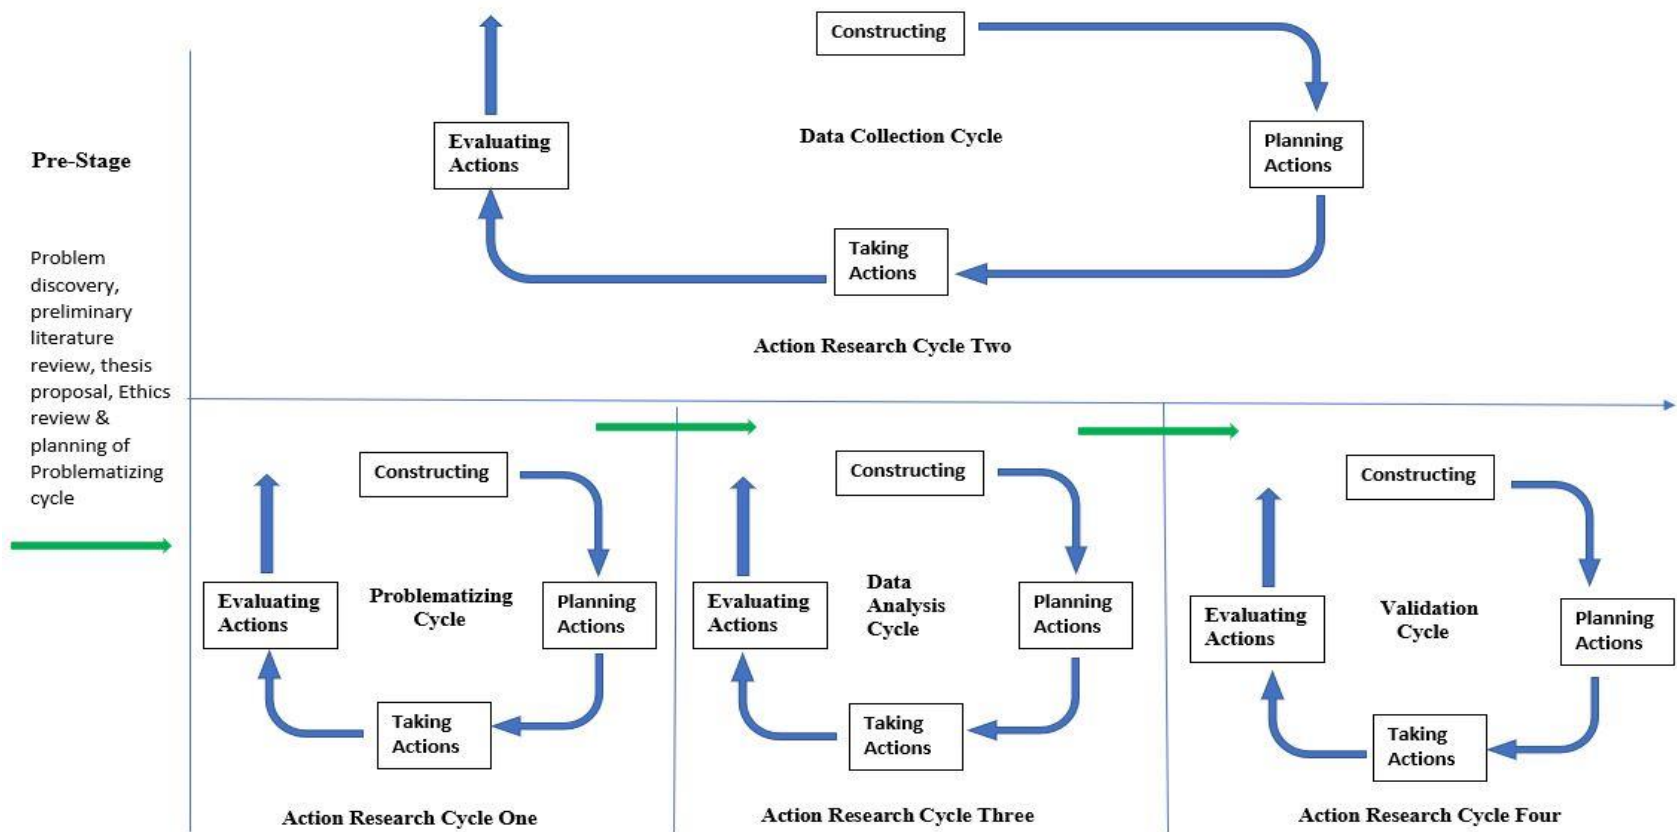 Pre-Stage
Problem
discovery,
preliminary
literature
review, thesis
proposal, Ethics
review &
planning of
Problematizing
cycle
Constructing
Evaluating
Actions
Data Collection Cycle
Planning
Actions
Taking
Actions
Action Research Cycle Two
Constructing
Evaluating
Actions
Problematizing
Cycle
Planning
Actions
Taking
Actions
Action Research Cycle One
Constructing
Evaluating
Actions
Data
Analysis
Cycle
Planning
Actions
Taking
Actions
Action Research Cycle Three
Constructing
Evaluating
Actions
Validation
Cycle
Planning
Actions
Taking
Actions
Action Research Cycle Four